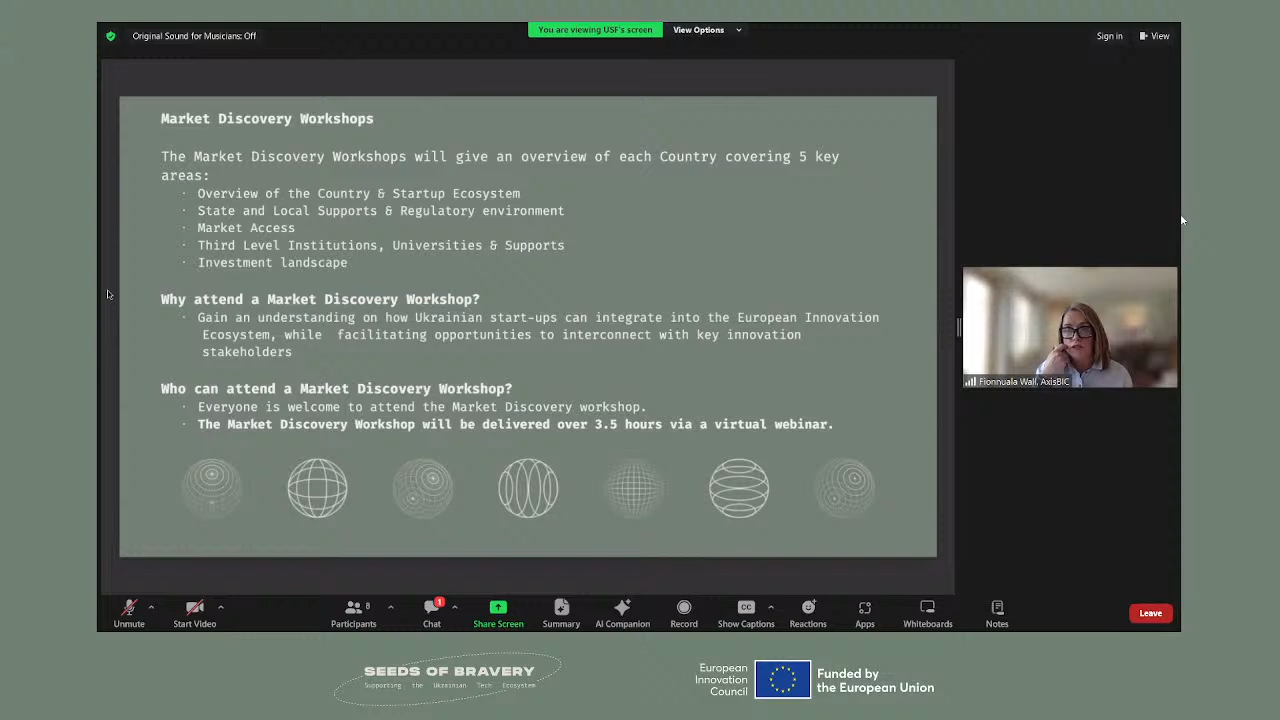 Original Sound for Musicians: Off
You are viewing USF's screen
View Options
Sign in
View
Market Discovery Workshops
The Market Discovery Workshops will give an overview of each Country covering 5 key
areas:
· Overview of the Country & Startup Ecosystem
· State and Local Supports & Regulatory environment
· Market Access
· Third Level Institutions, Universities & Supports
· Investment landscape
Why attend a Market Discovery Workshop?
· Gain an understanding on how Ukrainian start-ups can integrate into the European Innovation
Ecosystem, while facilitating opportunities to interconnect with key innovation
stakeholders
Who can attend a Market Discovery Workshop?
· Everyone is welcome to attend the Market Discovery workshop.
· The Market Discovery Workshop will be delivered over 3.5 hours via a virtual webinar.
Fionnuala Wall, AxisBIC
Unmute
Start Video
8
Participants
1
Chat
Share Screen
Summary
AI Companion
Record
CC
Show Captions
Reactions
Apps
Whiteboards
Notes
Leave
SEEDS OF BRAVERY
Supporting the Ukrainian Tech Ecosystem
European
Innovation
Council
Funded by
the European Union